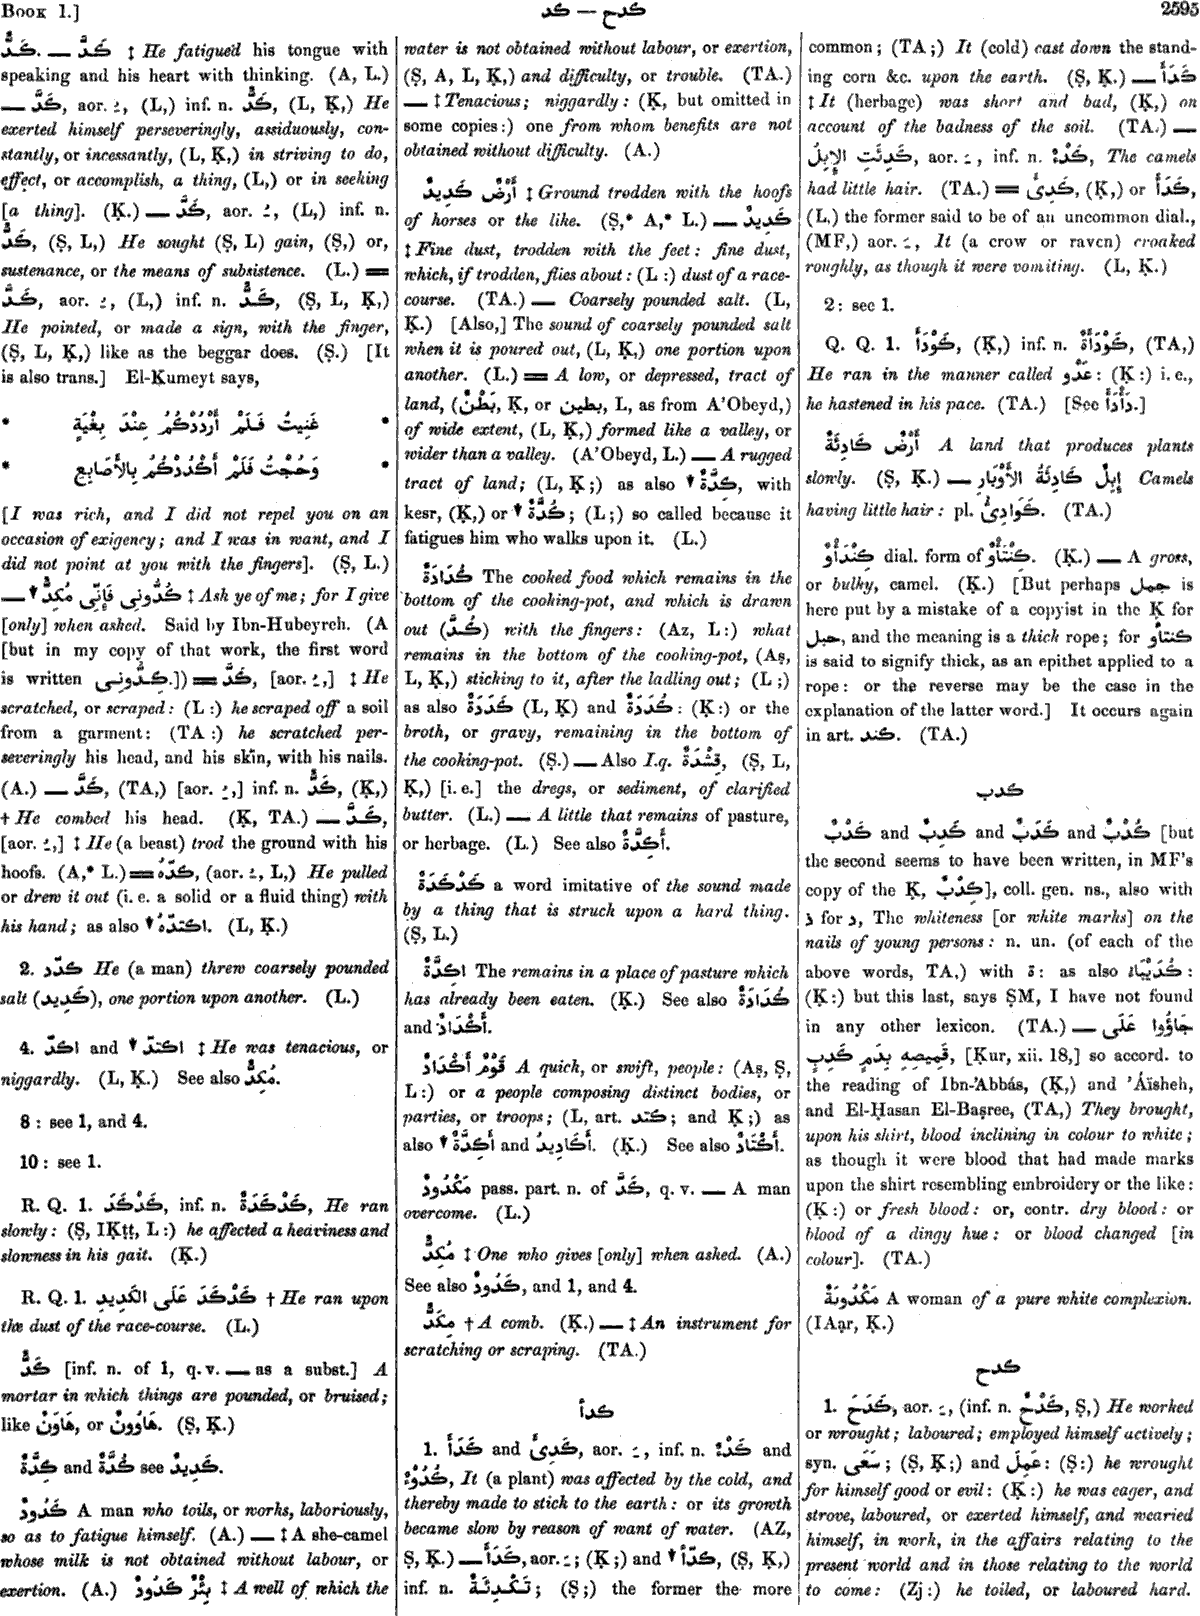 Book I.]
كد — كدح
2595
كَدَّ. — كَدَّ ‡ He fatigued his tongue with
speaking and his heart with thinking. (A, L.)
— كَدَّ, aor. ـُ, (L,) inf. n. كَدٌّ, (L, Ḳ,) He
exerted himself perseveringly, assiduously, con-
stantly, or incessantly, (L, Ḳ,) in striving to do,
effect, or accomplish, a thing, (L,) or in seeking
[a thing]. (Ḳ.) — كَدَّ, aor. ـُ, (L,) inf. n.
كَدٌّ, (Ṣ, L,) He sought (Ṣ, L) gain, (Ṣ,) or,
sustenance, or the means of subsistence. (L.) ==
كَدَّ, aor. ـُ, (L,) inf. n. كَدٌّ, (Ṣ, L, Ḳ,)
He pointed, or made a sign, with the finger,
(Ṣ, L, Ḳ,) like as the beggar does. (Ṣ.) [It
is also trans.] El-Kumeyt says,
* غَنِيتُ فَلَمْ أَرْدُدْكُمُ عِنْدَ بِغْيَةٍ *
* وَحُجْتُ فَلَمْ أَكْدُدْكُمُ بِالأَصَابِعِ *
[I was rich, and I did not repel you on an
occasion of exigency; and I was in want, and I
did not point at you with the fingers]. (Ṣ, L.)
— كُدُّونِى فَإِنِّى مُكِدٌّ ▼ ‡ Ask ye of me; for I give
[only] when asked. Said by Ibn-Hubeyreh. (A
[but in my copy of that work, the first word
is written كِدُّونِى.]) == كَدَّ, [aor. ـُ,] ‡ He
scratched, or scraped: (L:) he scraped off a soil
from a garment: (TA:) he scratched per-
severingly his head, and his skin, with his nails.
(A.) — كَدَّ, (TA,) [aor. ـُ,] inf. n. كَدٌّ, (Ḳ,)
† He combed his head. (Ḳ, TA.) — كَدَّ,
[aor. ـُ,] ‡ He (a beast) trod the ground with his
hoofs. (A,* L.) == كَدَّهُ, (aor. ـُ, L,) He pulled
or drew it out (i. e. a solid or a fluid thing) with
his hand; as also ▼ اكتدّهُ. (L, Ḳ.)
2. كدّد He (a man) threw coarsely pounded
salt (كَدِيد), one portion upon another. (L.)
4. اكدّ and ▼ اكتدّ ‡ He was tenacious, or
niggardly. (L, Ḳ.) See also مُكِدٌّ.
8: see 1, and 4.
10: see 1.
R. Q. 1. كَدْكَدَ, inf. n. كَدْكَدَةٌ, He ran
slowly: (Ṣ, IḲṭṭ, L:) he affected a heaviness and
slowness in his gait. (Ḳ.)
R. Q. 1. كَدْكَدَ عَلَى الكَدِيدِ † He ran upon
the dust of the race-course. (L.)
كَدٌّ [inf. n. of 1, q. v. — as a subst.] A
mortar in which things are pounded, or bruised;
like هَاوَنٌ, or هَاوُونٌ. (Ṣ, Ḳ.)
كِدَّةٌ and كُدَّةٌ see كَدِيدٌ.
كَدُودٌ A man who toils, or works, laboriously,
so as to fatigue himself. (A.) — ‡ A she-camel
whose milk is not obtained without labour, or
exertion. (A.) بِئْرٌ كَدُودٌ ‡ A well of which the
water is not obtained without labour, or exertion,
(Ṣ, A, L, Ḳ,) and difficulty, or trouble. (TA.)
— ‡ Tenacious; niggardly: (Ḳ, but omitted in
some copies:) one from whom benefits are not
obtained without difficulty. (A.)
أَرْضٌ كَدِيدٌ ‡ Ground trodden with the hoofs
of horses or the like. (Ṣ,* A,* L.) — كَدِيدٌ
‡ Fine dust, trodden with the feet: fine dust,
which, if trodden, flies about: (L:) dust of a race-
course. (TA.) — Coarsely pounded salt. (L,
Ḳ.) [Also,] The sound of coarsely pounded salt
when it is poured out, (L, Ḳ,) one portion upon
another. (L.) == A low, or depressed, tract of
land, (بَطْنٌ, Ḳ, or بطين, L, as from A'Obeyd,)
of wide extent, (L, Ḳ,) formed like a valley, or
wider than a valley. (A'Obeyd, L.) — A rugged
tract of land; (L, Ḳ;) as also ▼ كِدَّةٌ, with
kesr, (Ḳ,) or ▼ كُدَّةٌ; (L;) so called because it
fatigues him who walks upon it. (L.)
كُدَادَةٌ The cooked food which remains in the
bottom of the cooking-pot, and which is drawn
out (كُدَّ) with the fingers: (Az, L:) what
remains in the bottom of the cooking-pot, (Aṣ,
L, Ḳ,) sticking to it, after the ladling out; (L;)
as also كَدَدَةٌ (L, Ḳ) and كُدَدَةٌ: (Ḳ:) or the
broth, or gravy, remaining in the bottom of
the cooking-pot. (Ṣ.) — Also I.q. قِشْدَةٌ, (Ṣ, L,
Ḳ,) [i. e.] the dregs, or sediment, of clarified
butter. (L.) — A little that remains of pasture,
or herbage. (L.) See also أَكِدَّةٌ.
كَدْكَدَةٌ a word imitative of the sound made
by a thing that is struck upon a hard thing.
(Ṣ, L.)
اكدَّةٌ The remains in a place of pasture which
has already been eaten. (Ḳ.) See also كُدَادَةٌ
and أَكْدَادٌ.
قَوْمٌ أَكْدَادٌ A quick, or swift, people: (Aṣ, Ṣ,
L:) or a people composing distinct bodies, or
parties, or troops; (L, art. كتد; and Ḳ;) as
also ▼ أَكِدَّةٌ and أَكَادِيدُ. (Ḳ.) See also أَكْتَادٌ.
مَكْدُودٌ pass. part. n. of كَدَّ, q. v. — A man
overcome. (L.)
مُكِدٌّ ‡ One who gives [only] when asked. (A.)
See also كَدُودٌ, and 1, and 4.
مِكَدٌّ † A comb. (Ḳ.) — ‡ An instrument for
scratching or scraping. (TA.)
كدأ
1. كَدَأَ and كَدِئَ, aor. ـَ, inf. n. كَدْءٌ and
كُدُوْءٌ, It (a plant) was affected by the cold, and
thereby made to stick to the earth: or its growth
became slow by reason of want of water. (AZ,
Ṣ, Ḳ.) — كَدَأَ, aor. ـَ; (Ḳ;) and ▼ كدّأ, (Ṣ, Ḳ,)
inf. n. تَكْدِئَةٌ; (Ṣ;) the former the more
common; (TA;) It (cold) cast down the stand-
ing corn &c. upon the earth. (Ṣ, Ḳ.) — كَدَأَ
‡ It (herbage) was short and bad, (Ḳ,) on
account of the badness of the soil. (TA.) —
كَدِئَتِ الإِبِلُ, aor. ـَ, inf. n. كَدْءٌ, The camels
had little hair. (TA.) == كَدِئَ, (Ḳ,) or كَدَأَ,
(L,) the former said to be of an uncommon dial.,
(MF,) aor. ـَ, It (a crow or raven) croaked
roughly, as though it were vomiting. (L, Ḳ.)
2: see 1.
Q. Q. 1. كَوْدَأَ, (Ḳ,) inf. n. كَوْدَأَةٌ, (TA,)
He ran in the manner called عَدْو: (Ḳ:) i. e.,
he hastened in his pace. (TA.) [See دَأْدَأَ.]
أَرْضٌ كَادِئَةٌ A land that produces plants
slowly. (Ṣ, Ḳ.) — إِبِلٌ كَادِئَةُ الأَوْبَارِ Camels
having little hair: pl. كَوَادِئُ. (TA.)
كِنْدَأْوٌ dial. form of كِنْتَأْوٌ. (Ḳ.) — A gross,
or bulky, camel. (Ḳ.) [But perhaps جمل is
here put by a mistake of a copyist in the Ḳ for
حبل, and the meaning is a thick rope; for كنتأو
is said to signify thick, as an epithet applied to a
rope: or the reverse may be the case in the
explanation of the latter word.] It occurs again
in art. كند. (TA.)
كدب
كَدْبٌ and كَدَبٌ and كَدِبٌ and كُدْبٌ [but
the second seems to have been written, in MF's
copy of the Ḳ, كِدْبٌ], coll. gen. ns., also with
ذ for د, The whiteness [or white marks] on the
nails of young persons: n. un. (of each of the
above words, TA,) with ة: as also كُدَيْبَآءُ:
(Ḳ:) but this last, says ṢM, I have not found
in any other lexicon. (TA.) — جَاؤُوا عَلَى
قَمِيصِهِ بِدَمٍ كَدِبٍ, [Ḳur, xii. 18,] so accord. to
the reading of Ibn-'Abbás, (Ḳ,) and 'Áïsheh,
and El-Ḥasan El-Baṣree, (TA,) They brought,
upon his shirt, blood inclining in colour to white;
as though it were blood that had made marks
upon the shirt resembling embroidery or the like:
(Ḳ:) or fresh blood: or, contr. dry blood: or
blood of a dingy hue: or blood changed [in
colour]. (TA.)
مَكْدُوبَةٌ A woman of a pure white complexion.
(IAạr, Ḳ.)
كدح
1. كَدَحَ, aor. ـَ, (inf. n. كَدْحٌ, Ṣ,) He worked
or wrought; laboured; employed himself actively;
syn. سَعَى; (Ṣ, Ḳ;) and عَمِلَ: (Ṣ:) he wrought
for himself good or evil: (Ḳ:) he was eager, and
strove, laboured, or exerted himself, and wearied
himself, in work, in the affairs relating to the
present world and in those relating to the world
to come: (Zj:) he toiled, or laboured hard.